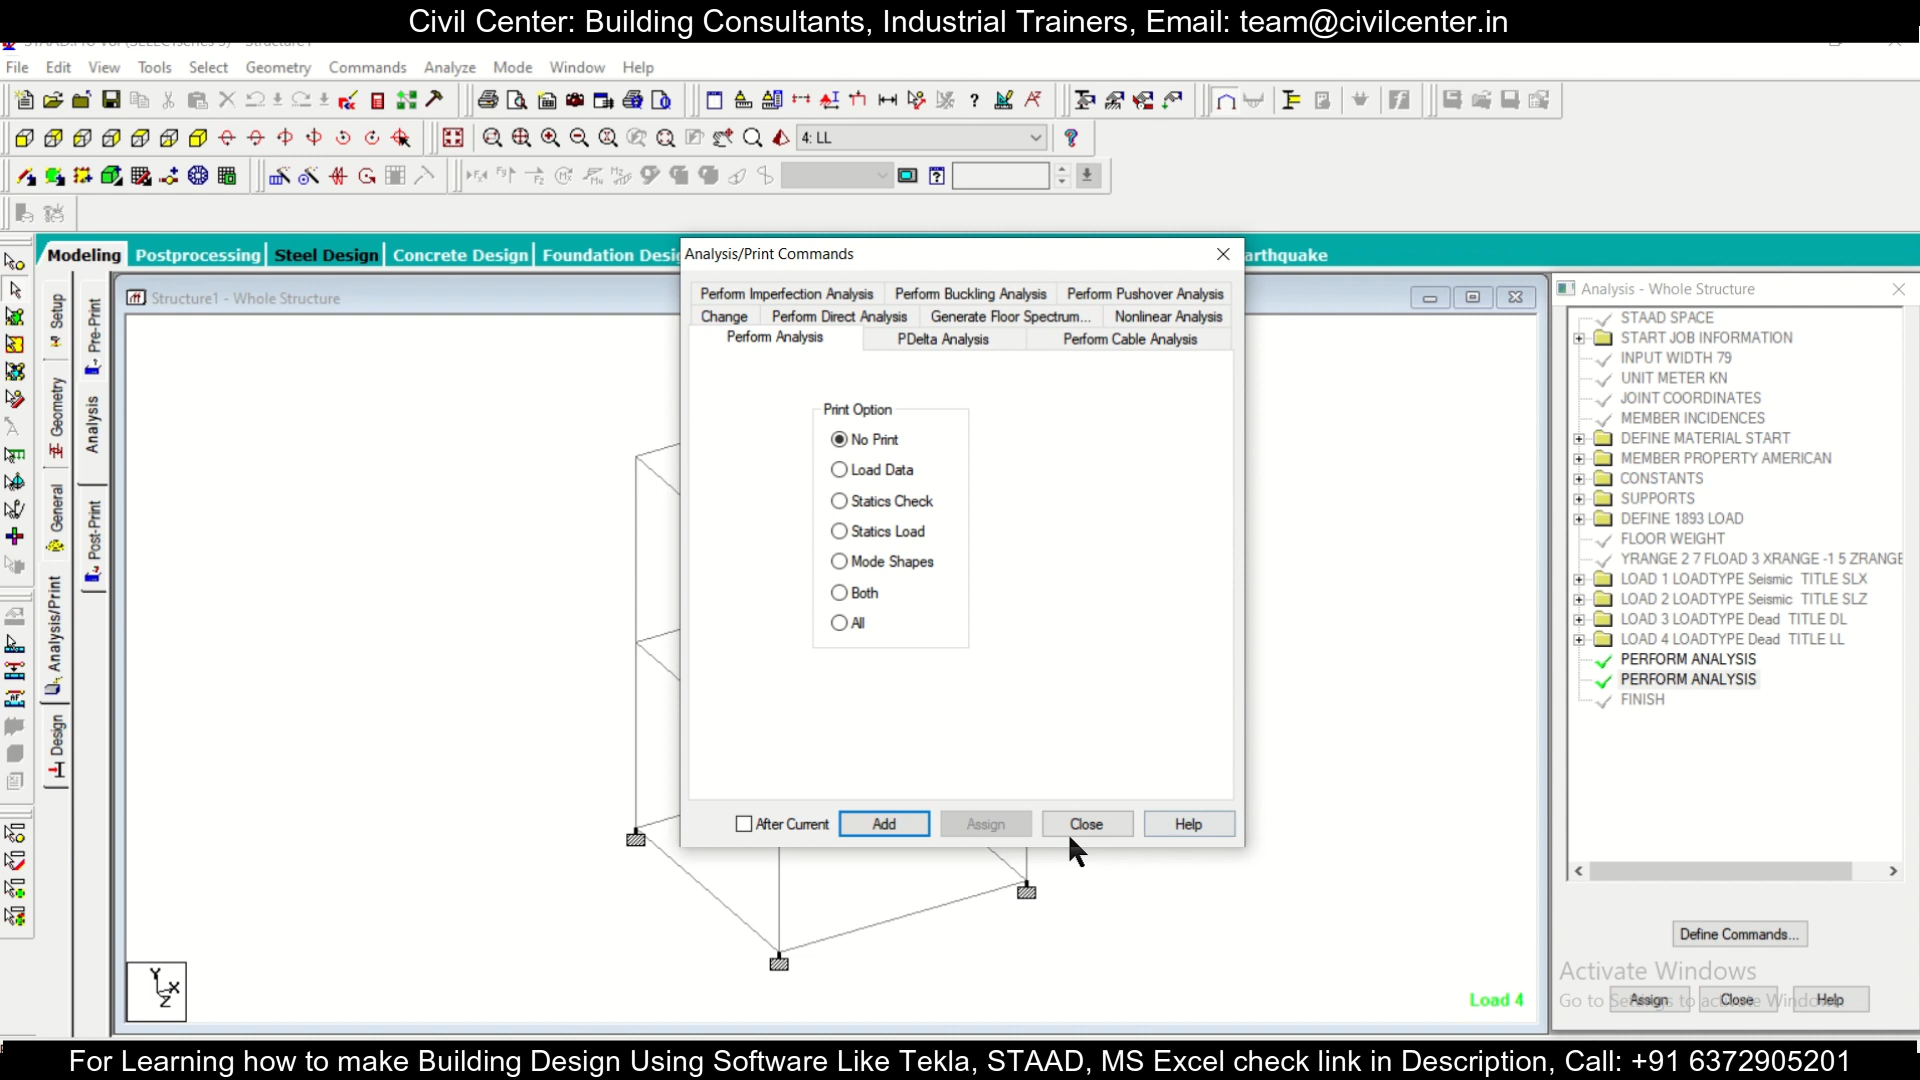 Civil Center: Building Consultants, Industrial Trainers, Email: team@civilcenter.in
File Edit View Tools Select Geometry Commands Analyze Mode Window Help
4: LL
Modeling Postprocessing Steel Design Concrete Design Foundation Desig arthquake
Analysis/Print Commands
Structure1 - Whole Structure
Analysis - Whole Structure
Setup
Geometry
General
Analysis/Print
Design
Pre-Print
Analysis
Post-Print
Perform Imperfection Analysis Perform Buckling Analysis Perform Pushover Analysis
Change Perform Direct Analysis Generate Floor Spectrum... Nonlinear Analysis
Perform Analysis PDelta Analysis Perform Cable Analysis
Print Option
No Print
Load Data
Statics Check
Statics Load
Mode Shapes
Both
All
After Current Add Assign Close Help
STAAD SPACE
START JOB INFORMATION
INPUT WIDTH 79
UNIT METER KN
JOINT COORDINATES
MEMBER INCIDENCES
DEFINE MATERIAL START
MEMBER PROPERTY AMERICAN
CONSTANTS
SUPPORTS
DEFINE 1893 LOAD
FLOOR WEIGHT
YRANGE 2 7 FLOAD 3 XRANGE -1 5 ZRANGE
LOAD 1 LOADTYPE Seismic TITLE SLX
LOAD 2 LOADTYPE Seismic TITLE SLZ
LOAD 3 LOADTYPE Dead TITLE DL
LOAD 4 LOADTYPE Dead TITLE LL
PERFORM ANALYSIS
PERFORM ANALYSIS
FINISH
Define Commands...
Activate Windows
Assign Close Help
Y
X
Z
Load 4
For Learning how to make Building Design Using Software Like Tekla, STAAD, MS Excel check link in Description, Call: +91 6372905201